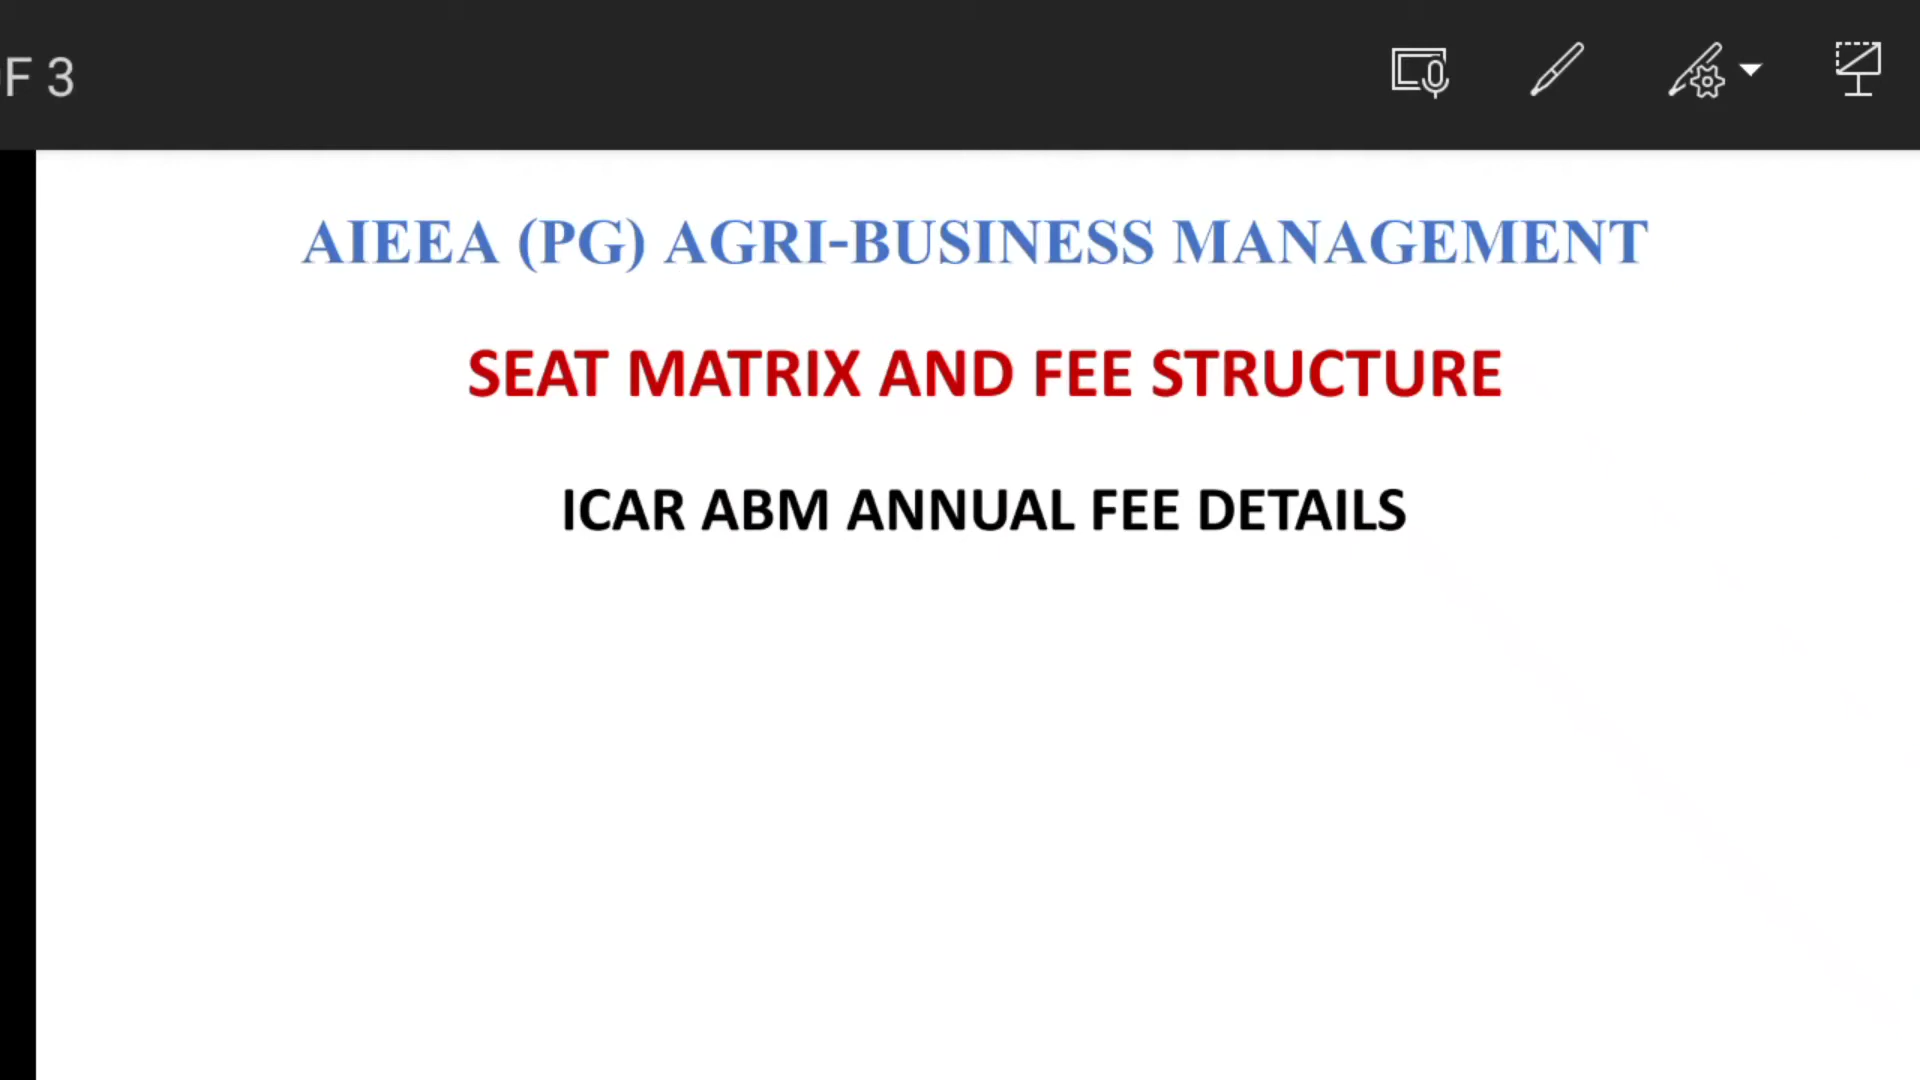 F 3
AIEEA (PG) AGRI-BUSINESS MANAGEMENT
SEAT MATRIX AND FEE STRUCTURE
ICAR ABM ANNUAL FEE DETAILS